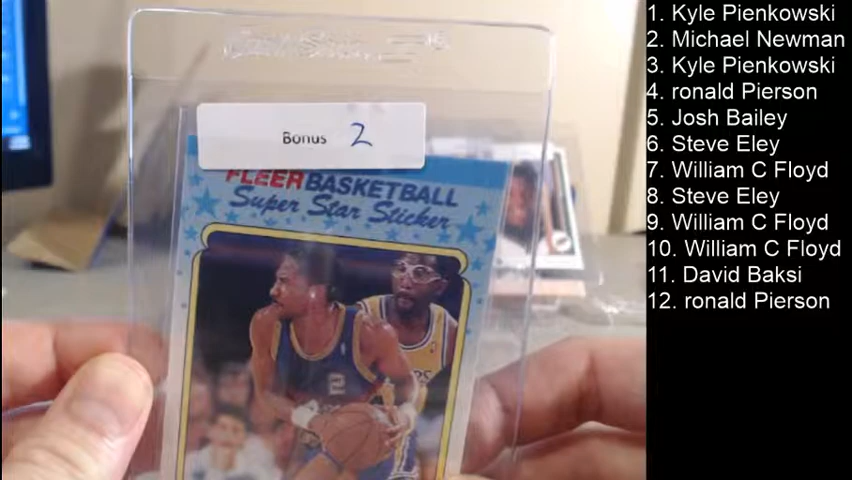 Bonus 2
FLEER BASKETBALL
Super Star Sticker
2
1. Kyle Pienkowski
2. Michael Newman
3. Kyle Pienkowski
4. ronald Pierson
5. Josh Bailey
6. Steve Eley
7. William C Floyd
8. Steve Eley
9. William C Floyd
10. William C Floyd
11. David Baksi
12. ronald Pierson